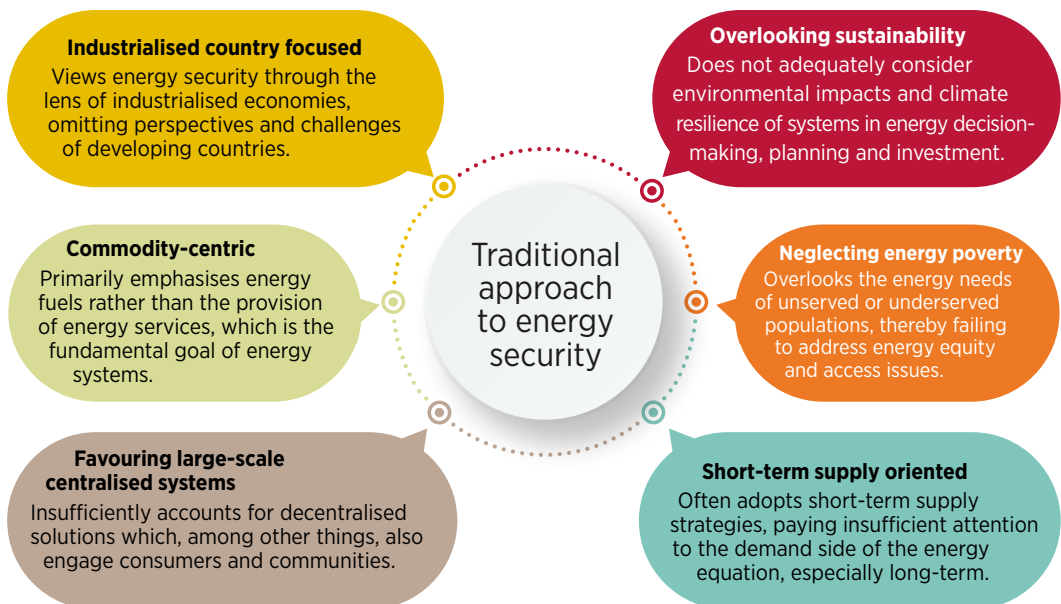 Industrialised country focused
Views energy security through the
lens of industrialised economies,
omitting perspectives and challenges
of developing countries.
Overlooking sustainability
Does not adequately consider
environmental impacts and climate
resilience of systems in energy decision-
making, planning and investment.
Commodity-centric
Primarily emphasises energy
fuels rather than the provision
of energy services, which is the
fundamental goal of energy
systems.
Traditional
approach
to energy
security
Neglecting energy poverty
Overlooks the energy needs
of unserved or underserved
populations, thereby failing
to address energy equity
and access issues.
Favouring large-scale
centralised systems
Insufficiently accounts for decentralised
solutions which, among other things, also
engage consumers and communities.
Short-term supply oriented
Often adopts short-term supply
strategies, paying insufficient attention
to the demand side of the energy
equation, especially long-term.